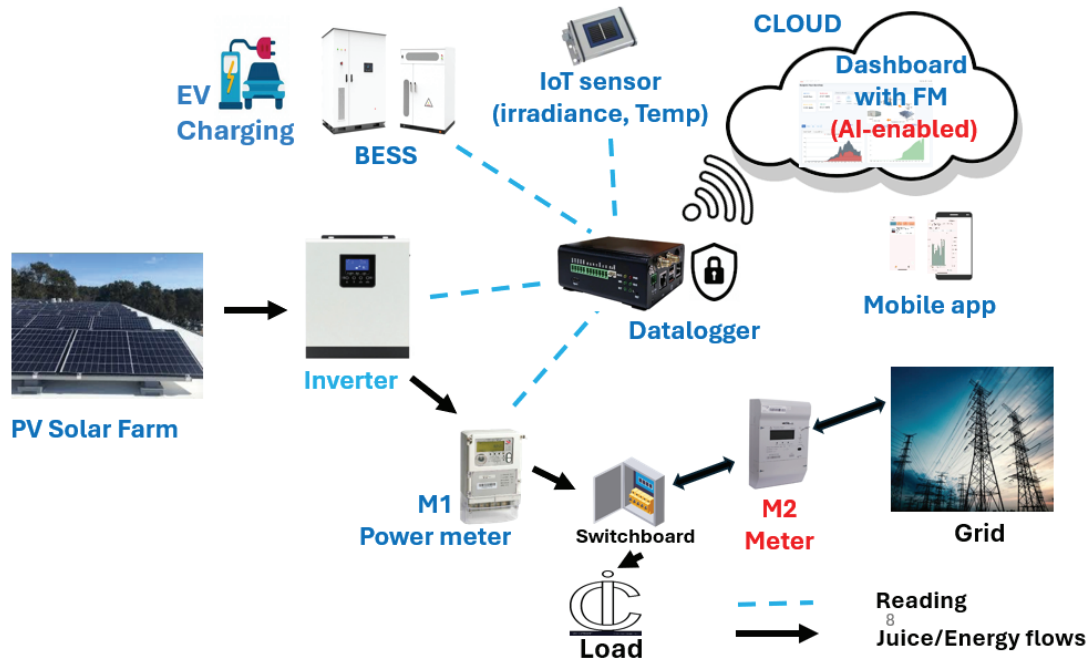 CLOUD
Dashboard
with FM
(AI-enabled)
EV
Charging
BESS
IoT sensor
(irradiance, Temp)
Mobile app
Datalogger
Inverter
PV Solar Farm
M1
Power meter
Switchboard
M2
Meter
Grid
Load
Reading
8
Juice/Energy flows